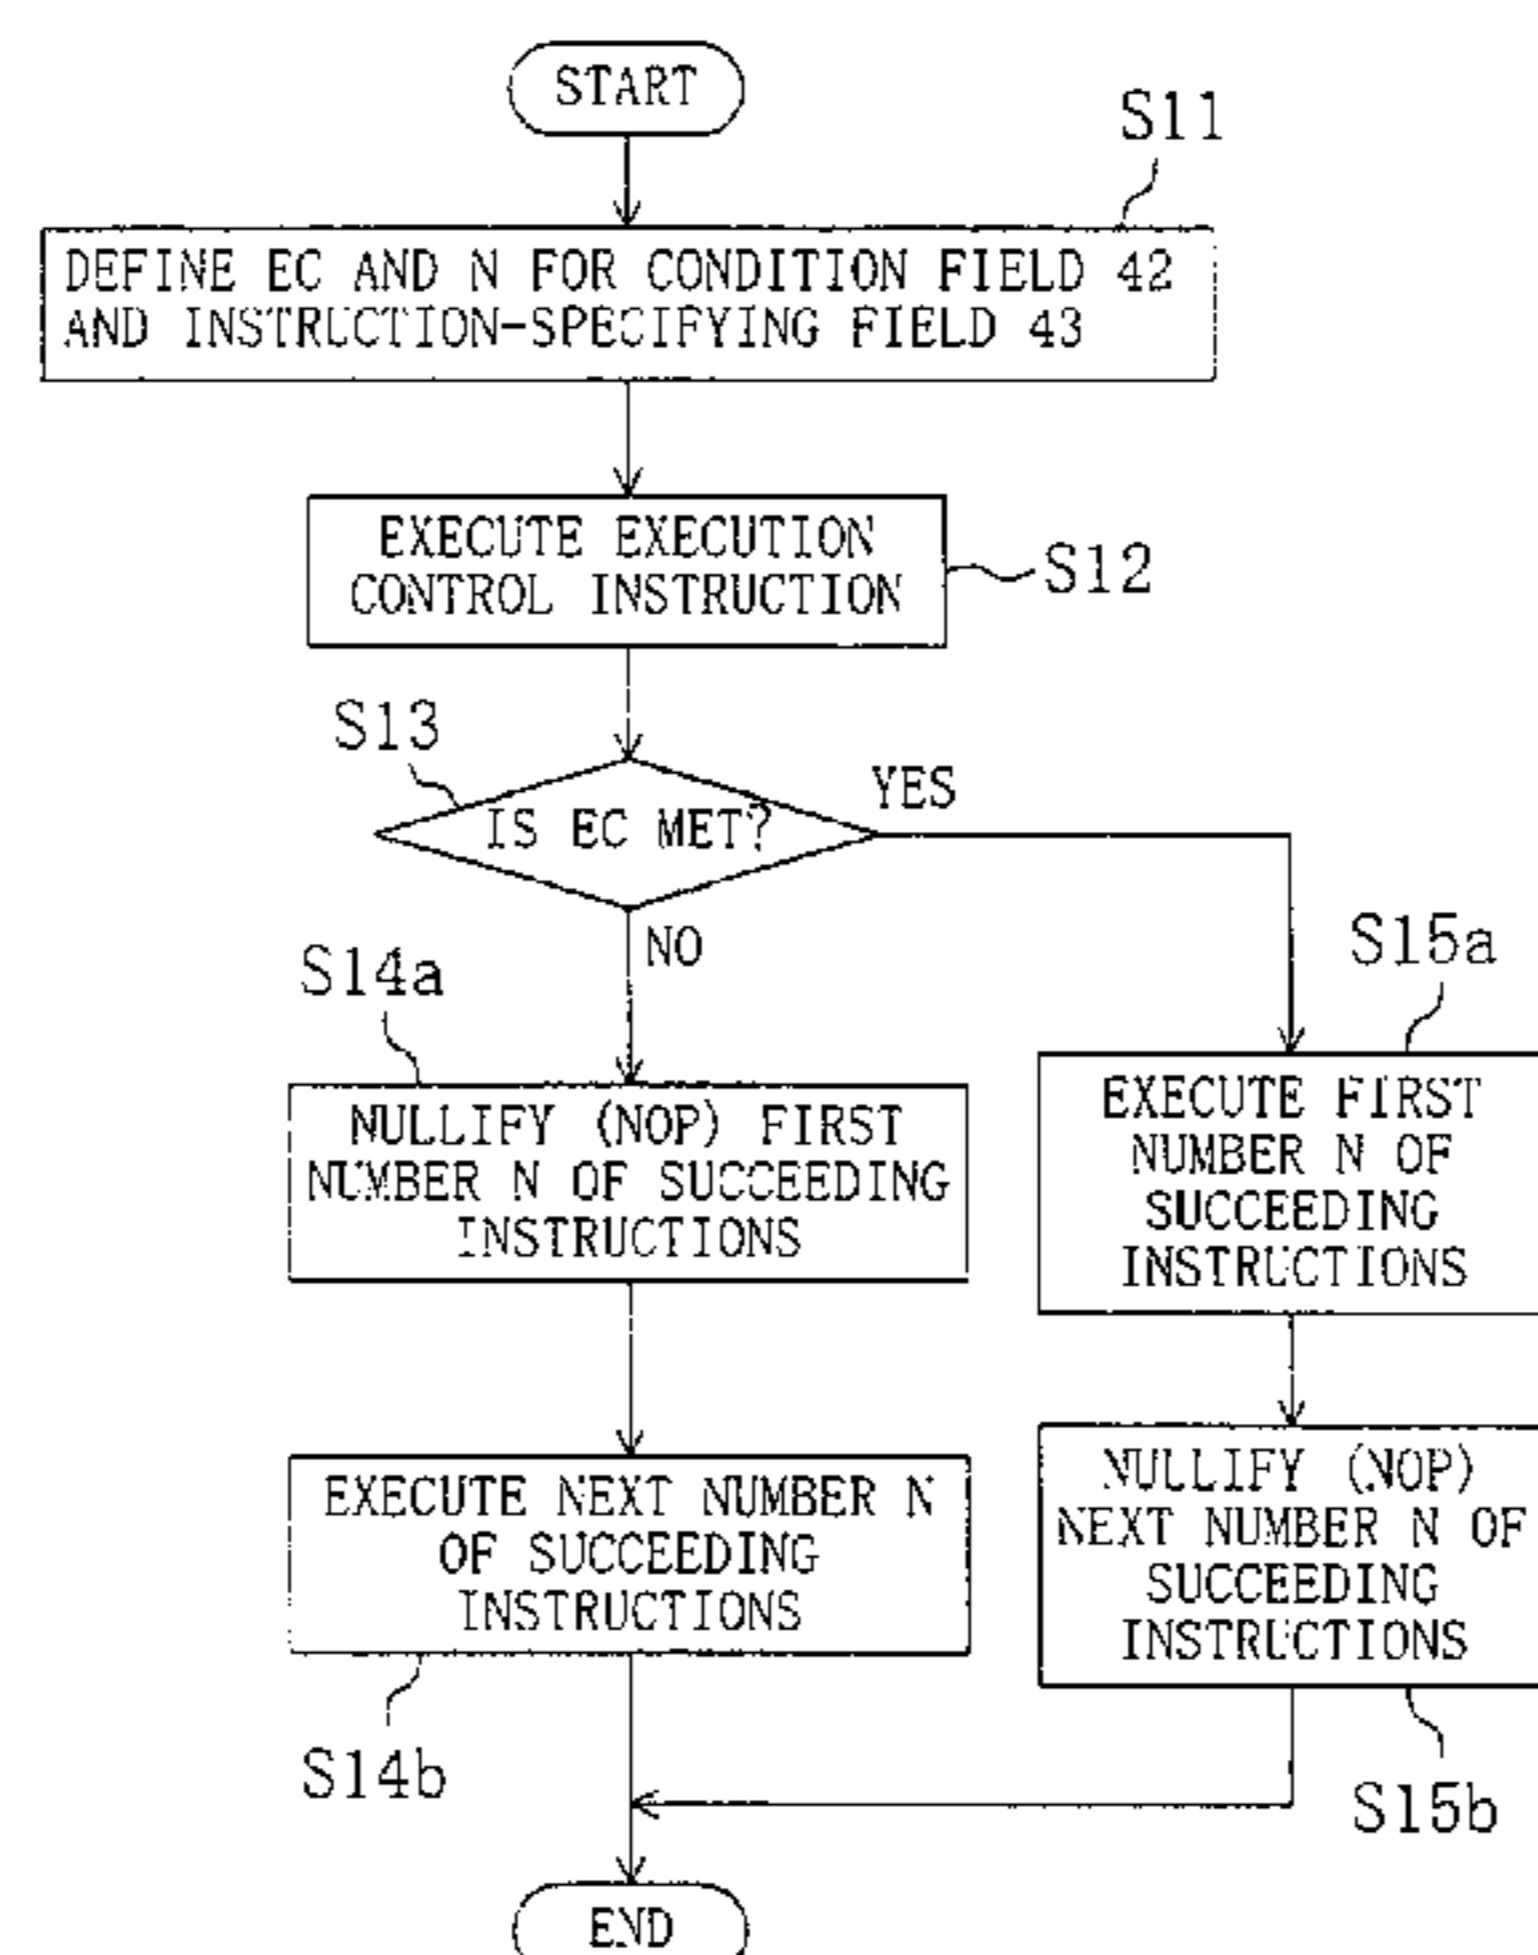 START
S11
DEFINE EC AND N FOR CONDITION FIELD 42
AND INSTRUCTION-SPECIFYING FIELD 43
EXECUTE EXECUTION
CONTROL INSTRUCTION
S12
S13
IS EC MET?
YES
NO
S14a
NULLIFY (NOP) FIRST
NUMBER N OF SUCCEEDING
INSTRUCTIONS
EXECUTE NEXT NUMBER N
OF SUCCEEDING
INSTRUCTIONS
S14b
S15a
EXECUTE FIRST
NUMBER N OF
SUCCEEDING
INSTRUCTIONS
NULLIFY (NOP)
NEXT NUMBER N OF
SUCCEEDING
INSTRUCTIONS
S15b
END